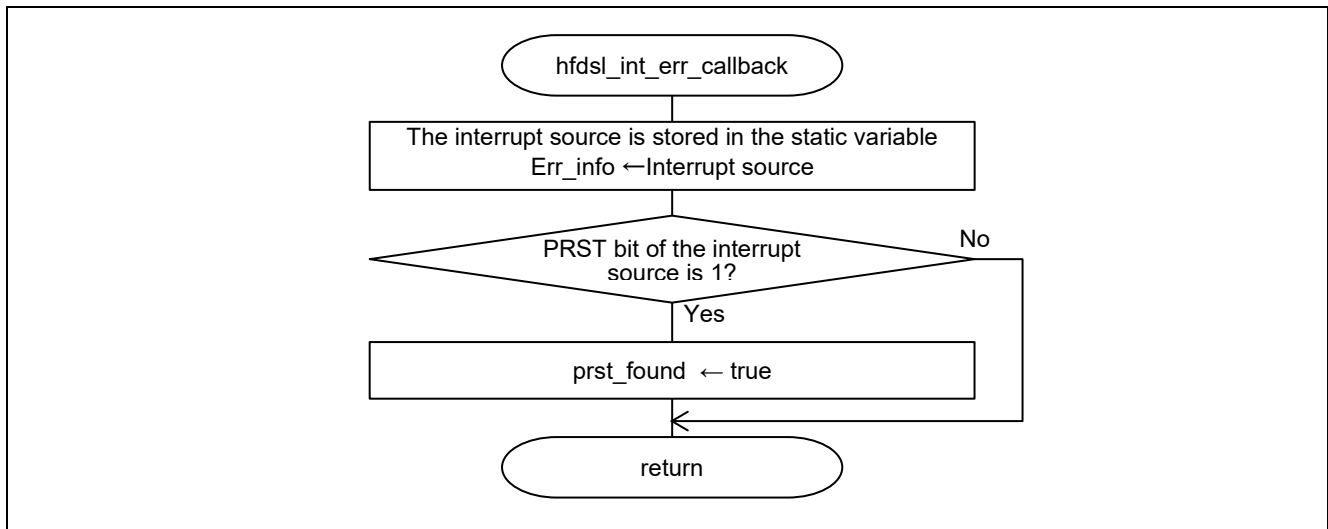 hfdsl_int_err_callback
The interrupt source is stored in the static variable
Err_info ←Interrupt source
PRST bit of the interrupt
source is 1?
No
Yes
prst_found ← true
return